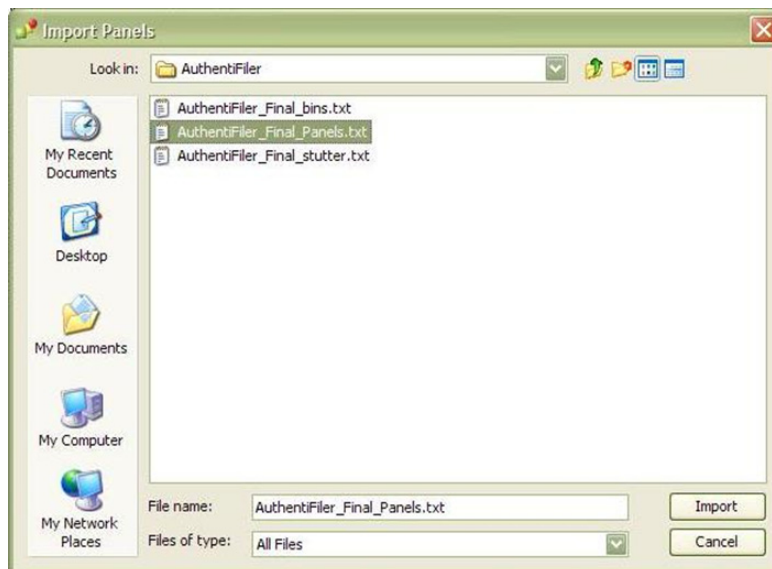 Import Panels
Look in: AuthentiFiler
AuthentiFiler_Final_bins.txt
AuthentiFiler_Final_Panels.txt
AuthentiFiler_Final_stutter.txt
My Recent
Documents
Desktop
My Documents
My Computer
My Network
Places
File name: AuthentiFiler_Final_Panels.txt Import
Files of type: All Files Cancel